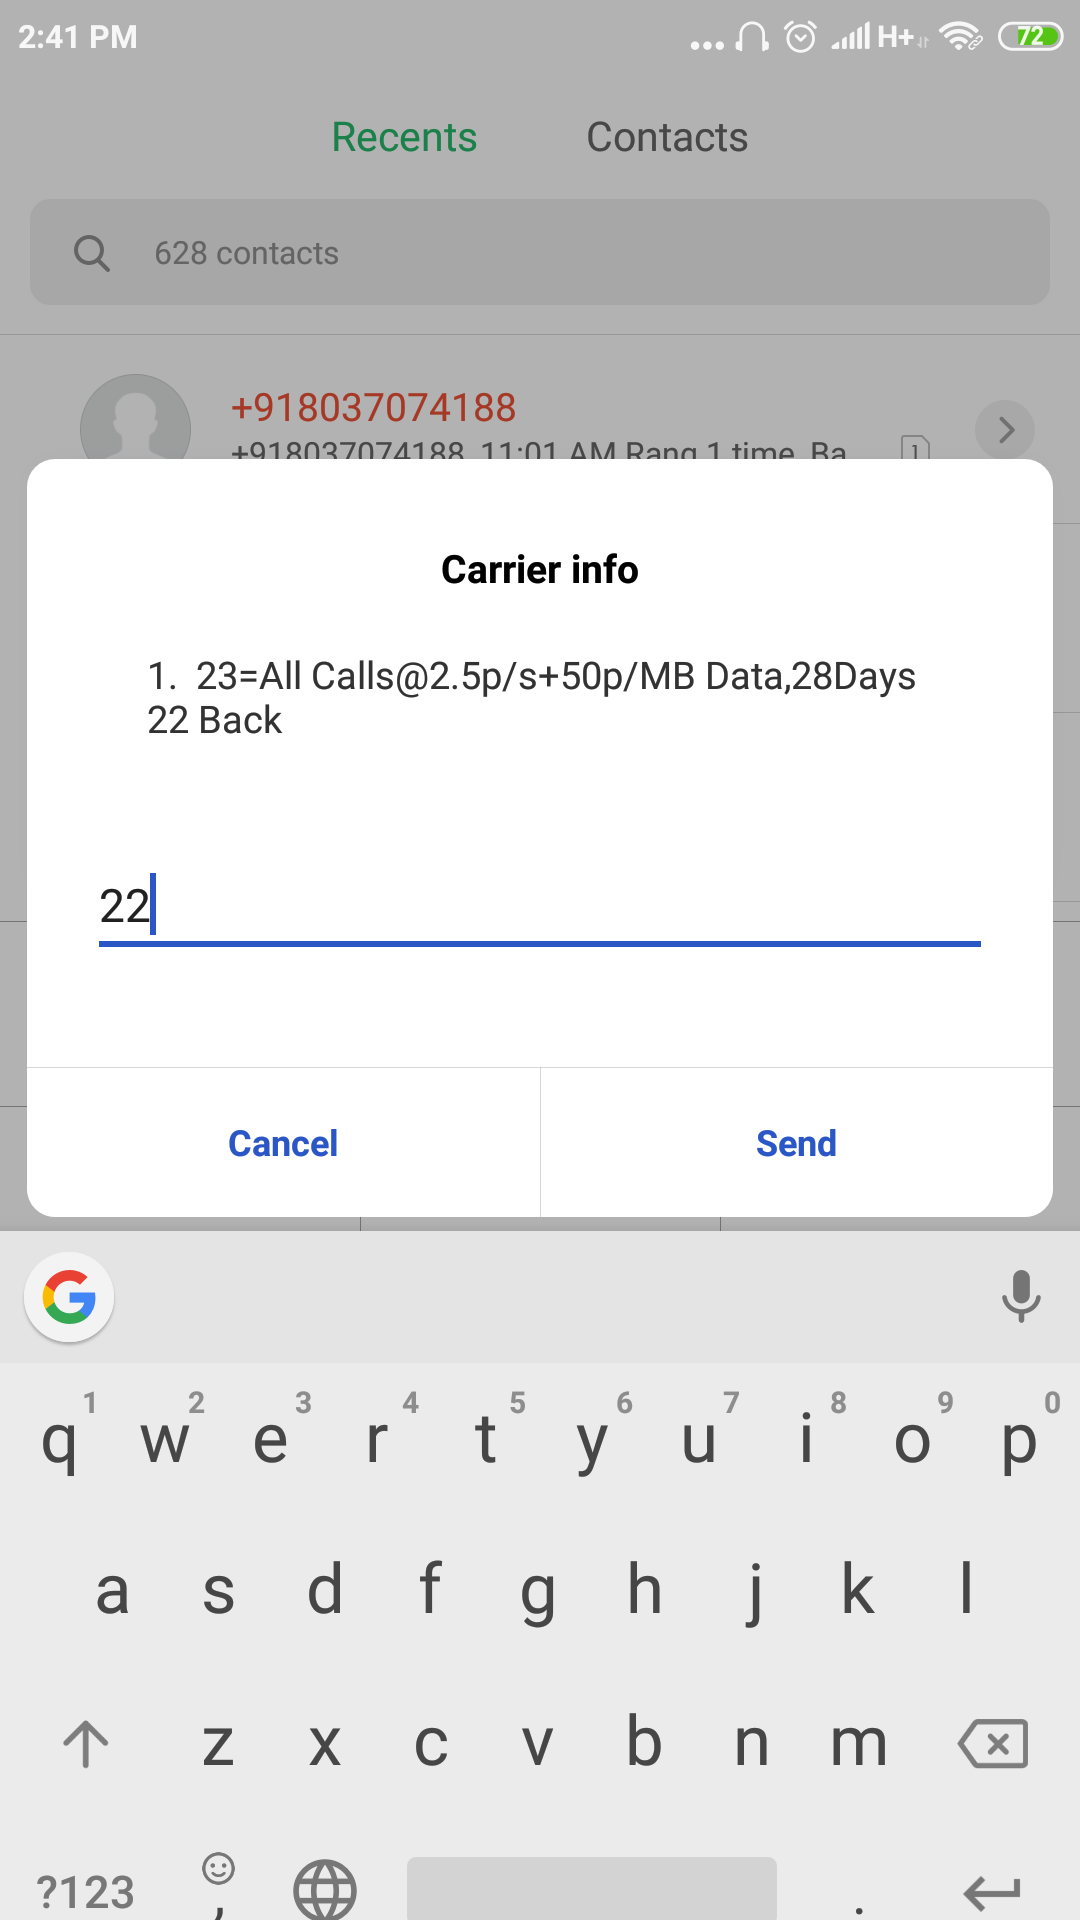 2:41 PM
... H+ 72
Recents Contacts
628 contacts
+918037074188
+918037074188 11:01 AM Rang 1 time Ba
1
Carrier info
1.  23=All Calls@2.5p/s+50p/MB Data,28Days
22 Back
22
Cancel Send
G
1 2 3 4 5 6 7 8 9 0
q w e r t y u i o p
a s d f g h j k l
z x c v b n m
?123 , .